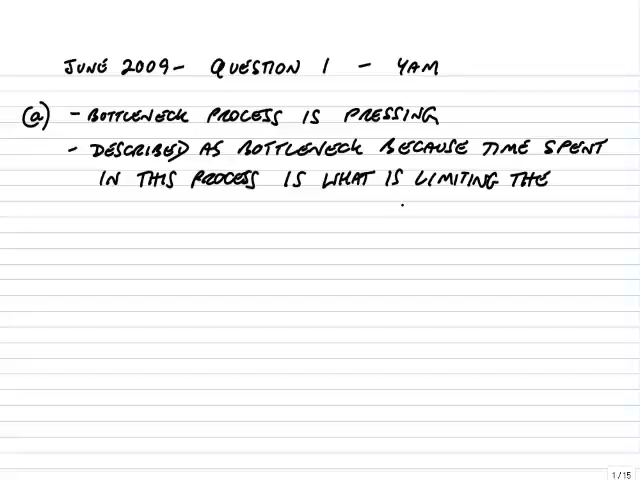 JUNE 2009 - QUESTION 1 - YAM
(a) - BOTTLENECK PROCESS IS PRESSING
- DESCRIBED AS BOTTLENECK BECAUSE TIME SPENT
IN THIS PROCESS IS WHAT IS LIMITING THE
1 / 15